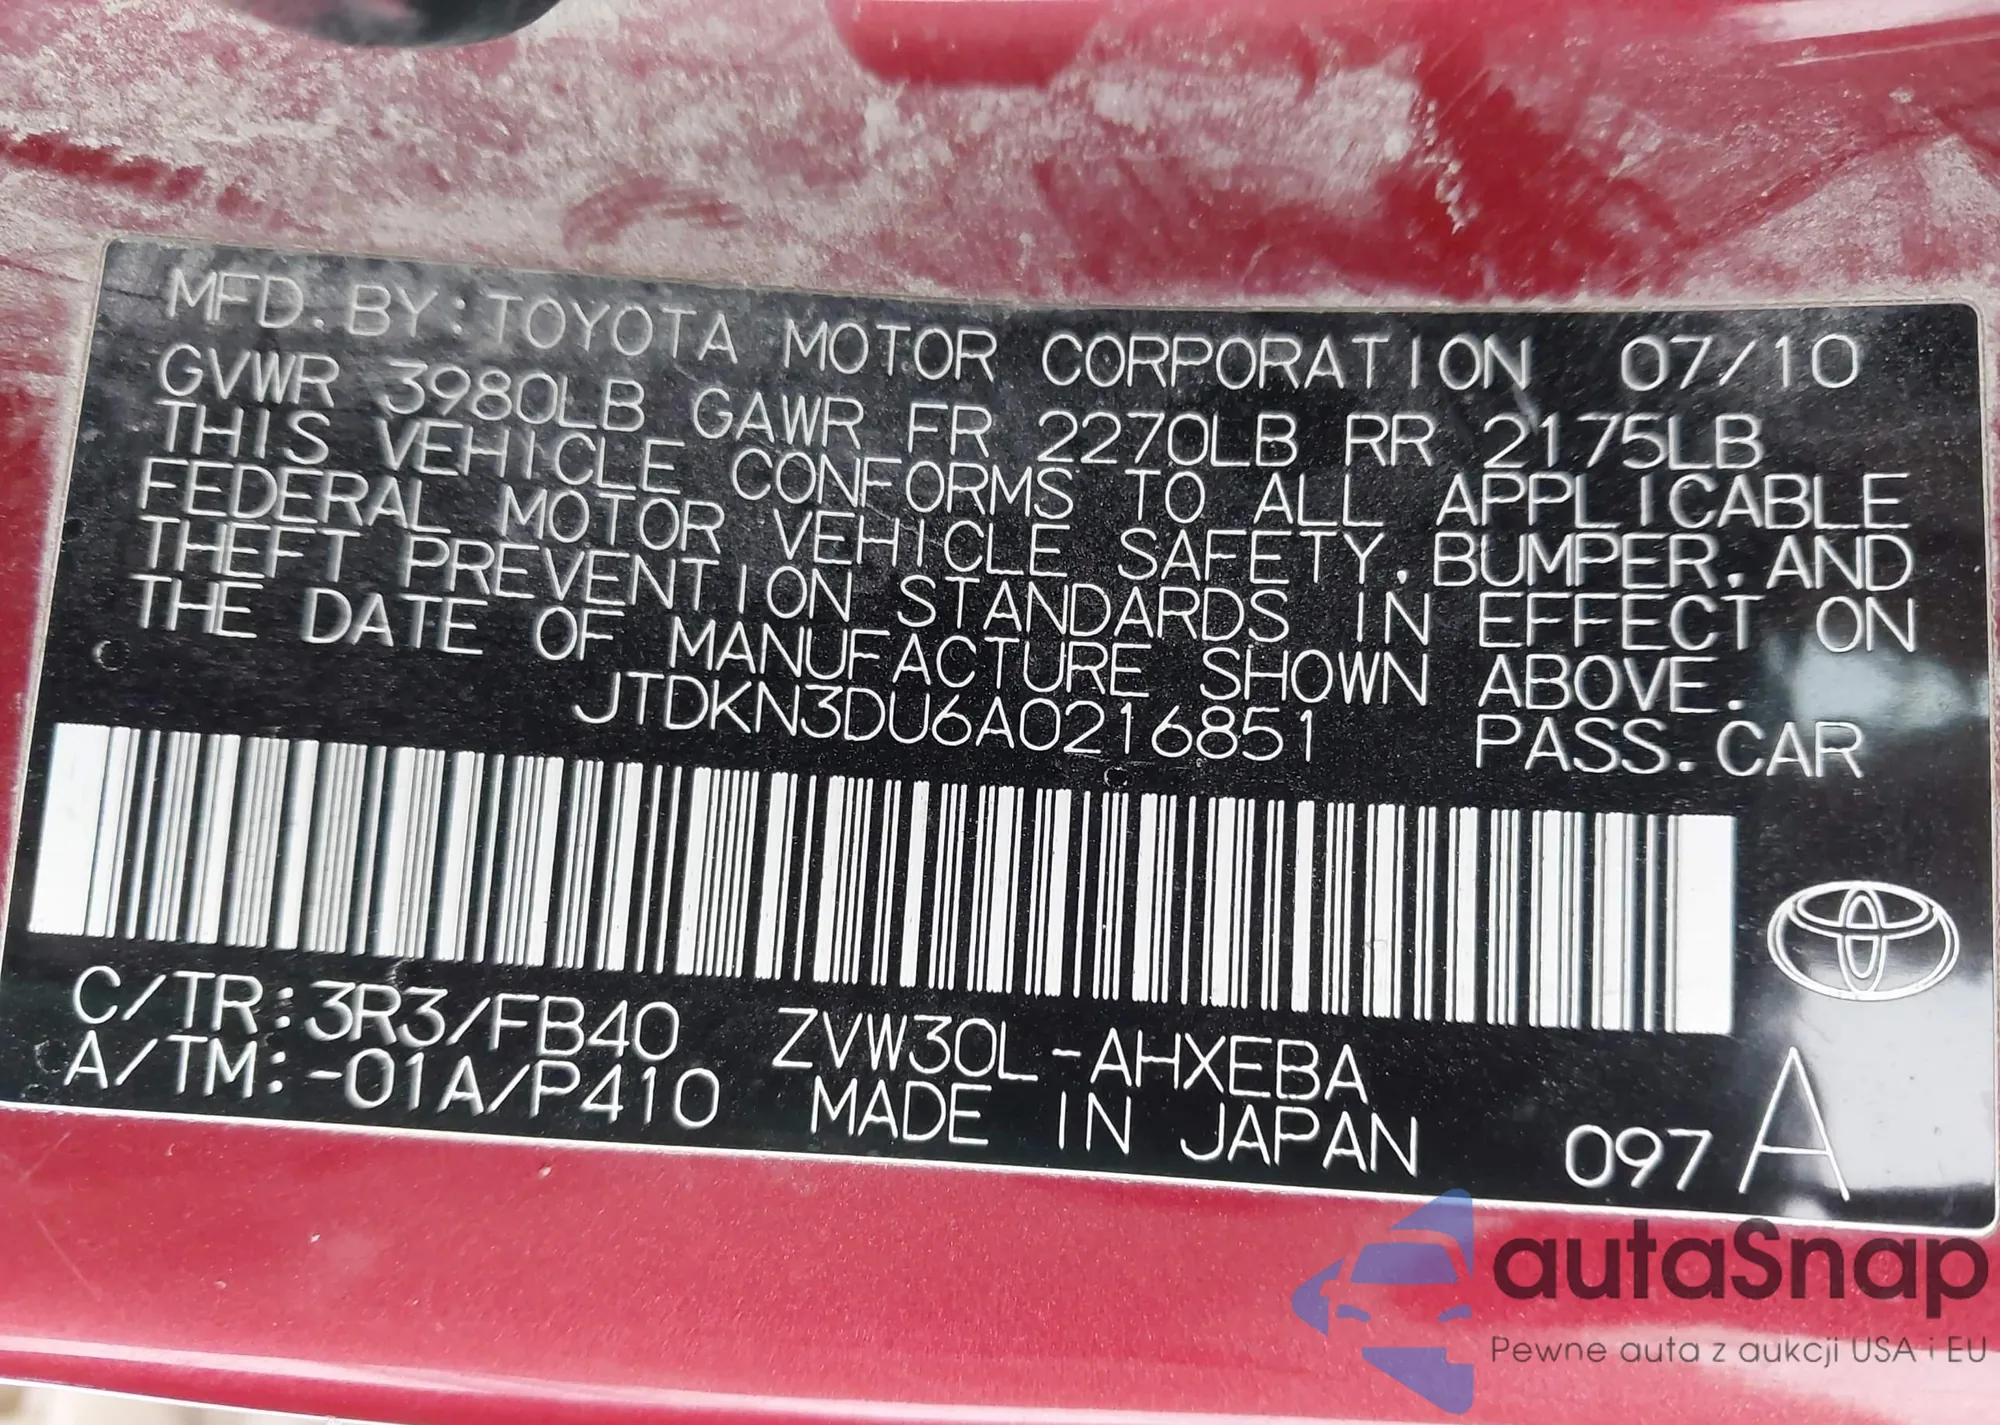 MFD. BY: TOYOTA MOTOR CORPORATION 07/10
GVWR 3980LB GAWR FR 2270LB RR 2175LB
THIS VEHICLE CONFORMS TO ALL APPLICABLE
FEDERAL MOTOR VEHICLE SAFETY, BUMPER, AND
THEFT PREVENTION STANDARDS IN EFFECT ON
THE DATE OF MANUFACTURE SHOWN ABOVE.
JTDKN3DU6A0216851 PASS. CAR
C/TR: 3R3/FB40 ZVW30L-AHXEBA
A/TM: -01A/P410 MADE IN JAPAN 097 A
autaSnap
Pewne auta z aukcji USA i EU